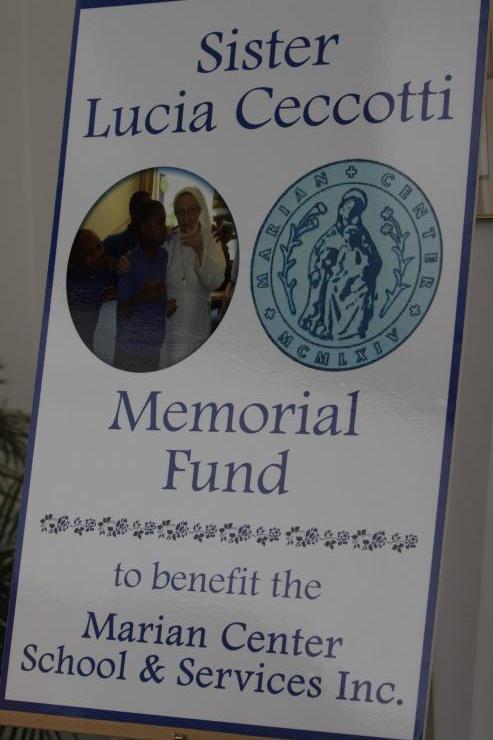 Sister
Lucia Ceccotti
MARIAN CENTER
MCMLXIV
Memorial
Fund
to benefit the
Marian Center
School & Services Inc.